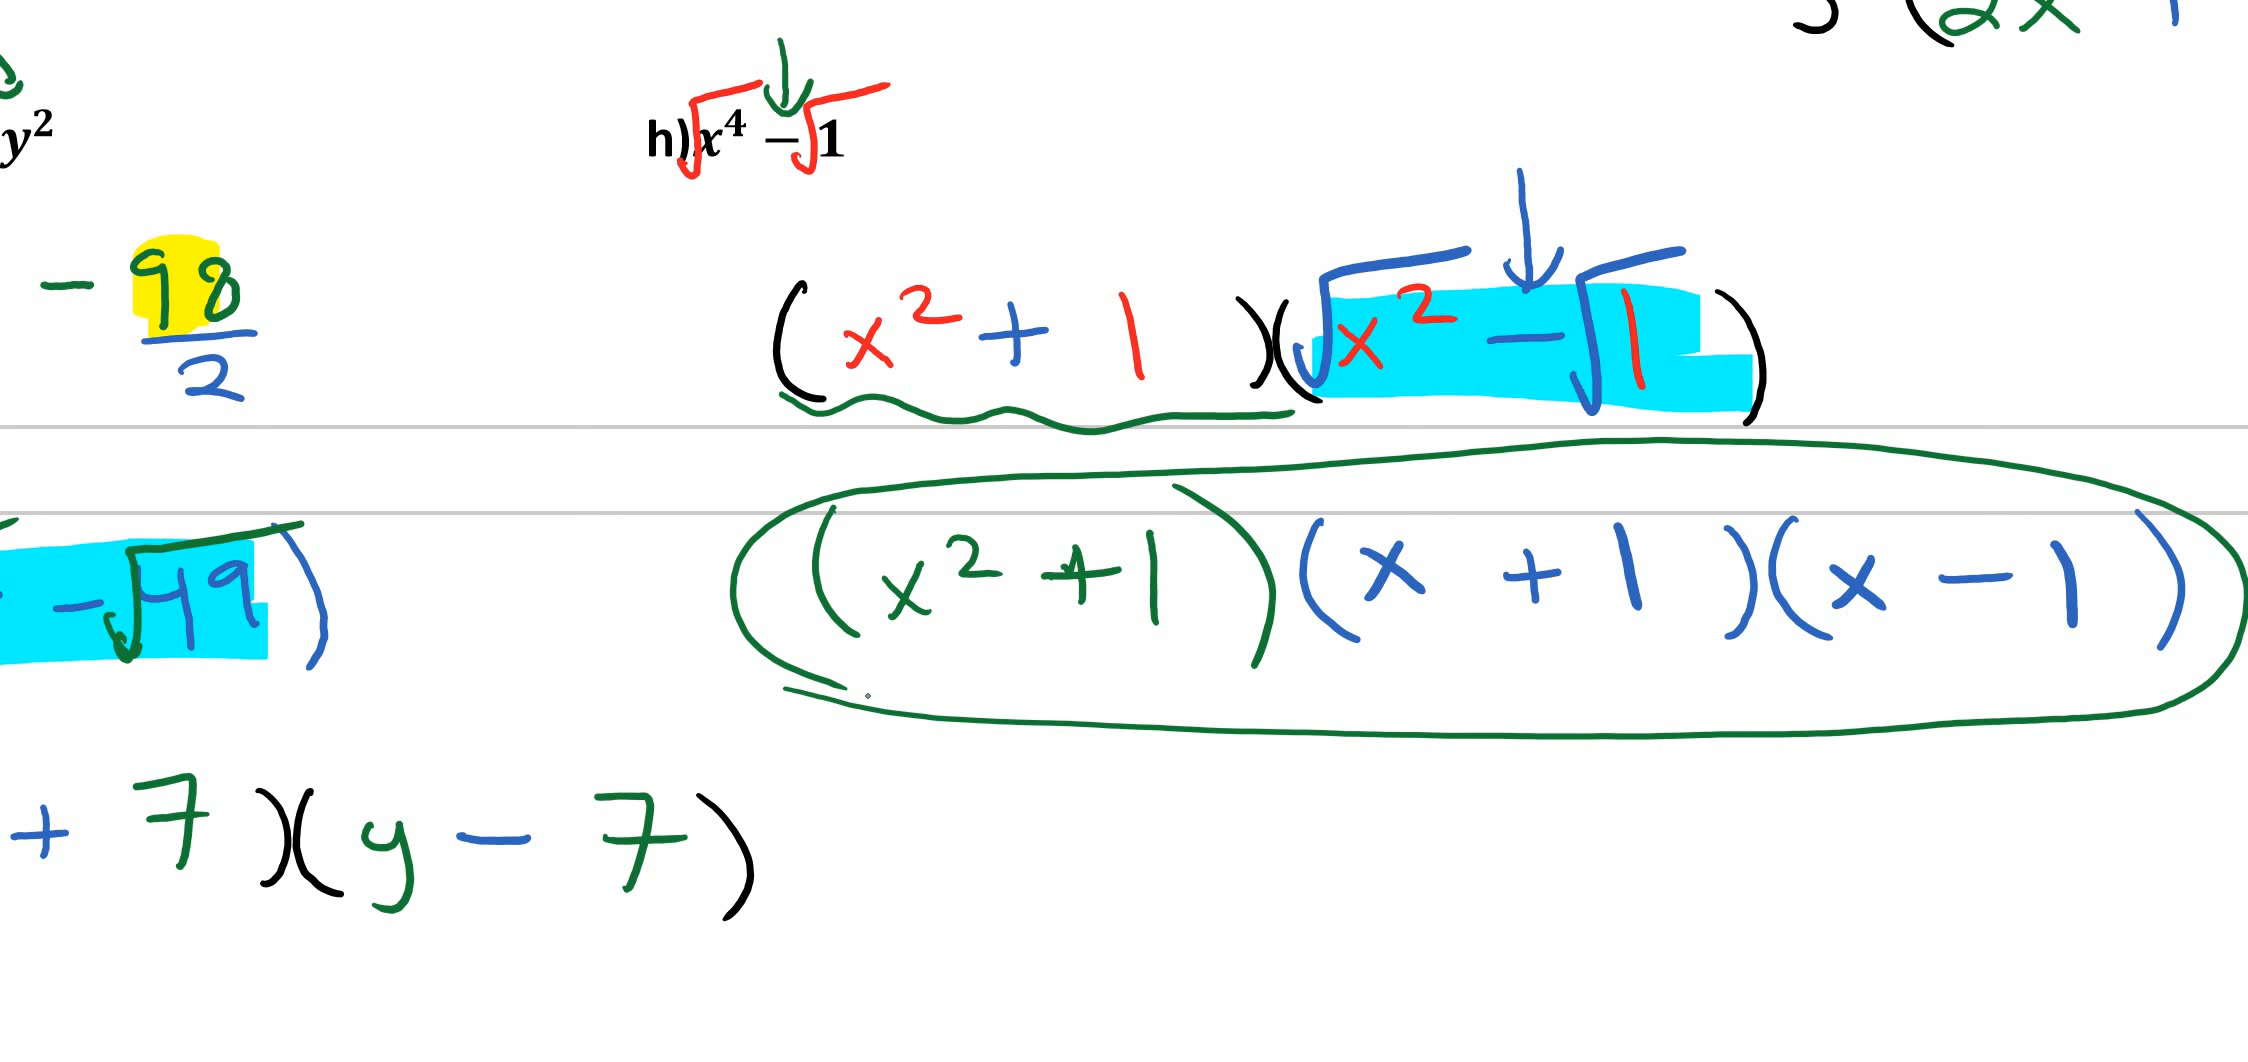 y²
h) √x⁴ − √1
− 98
2
(x² + 1)(√x² − √1)
− √49)
(x² + 1)(x + 1)(x − 1)
+ 7)(y − 7)